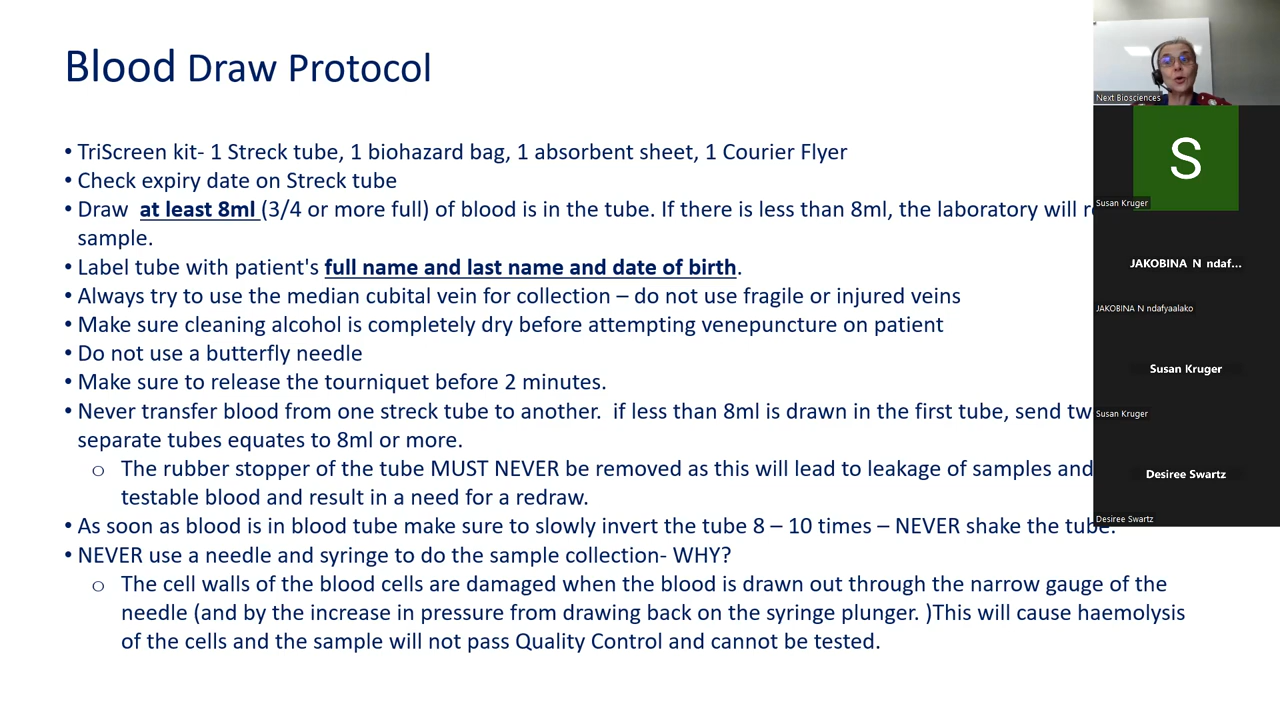 Blood Draw Protocol
• TriScreen kit- 1 Streck tube, 1 biohazard bag, 1 absorbent sheet, 1 Courier Flyer
• Check expiry date on Streck tube
• Draw at least 8ml (3/4 or more full) of blood is in the tube. If there is less than 8ml, the laboratory will
sample.
• Label tube with patient's full name and last name and date of birth.
• Always try to use the median cubital vein for collection – do not use fragile or injured veins
• Make sure cleaning alcohol is completely dry before attempting venepuncture on patient
• Do not use a butterfly needle
• Make sure to release the tourniquet before 2 minutes.
• Never transfer blood from one streck tube to another. if less than 8ml is drawn in the first tube, send
separate tubes equates to 8ml or more.
o The rubber stopper of the tube MUST NEVER be removed as this will lead to leakage of samples and
testable blood and result in a need for a redraw.
• As soon as blood is in blood tube make sure to slowly invert the tube 8 – 10 times – NEVER shake the tube.
• NEVER use a needle and syringe to do the sample collection- WHY?
o The cell walls of the blood cells are damaged when the blood is drawn out through the narrow gauge of the
needle (and by the increase in pressure from drawing back on the syringe plunger. )This will cause haemolysis
of the cells and the sample will not pass Quality Control and cannot be tested.
Next Biosciences
S
Susan Kruger
JAKOBINA N ndaf...
JAKOBINA N ndafyaalako
Susan Kruger
Susan Kruger
Desiree Swartz
Desiree Swartz